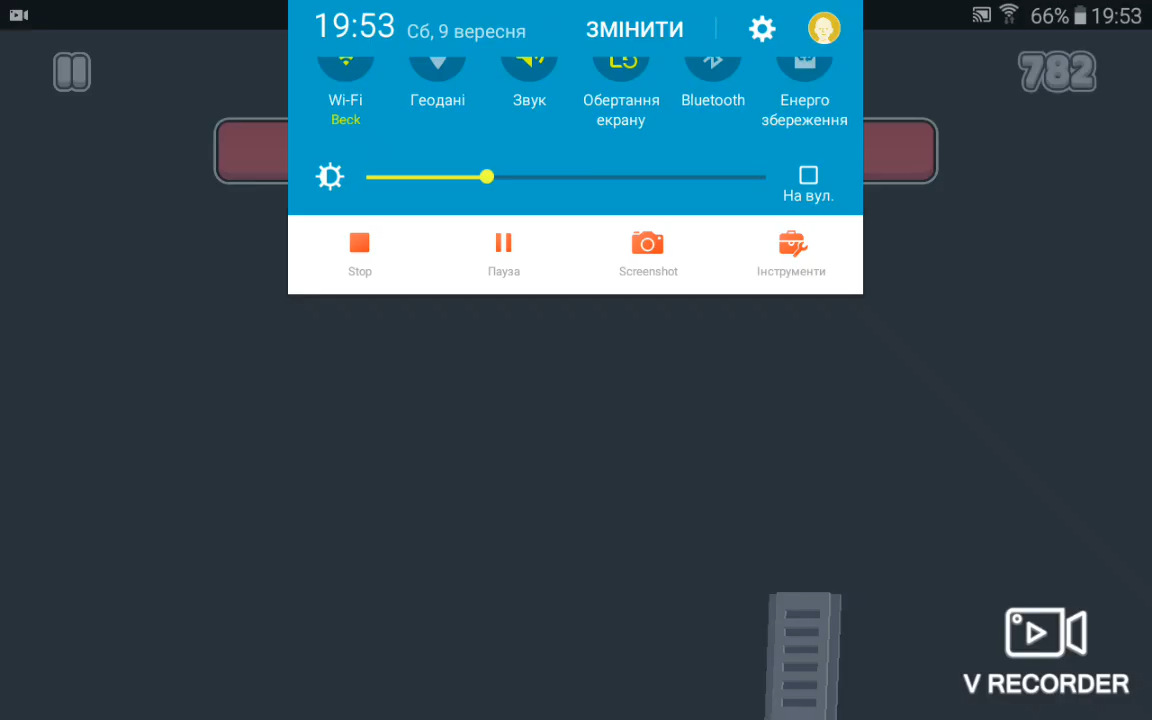 66% 19:53
19:53 Сб, 9 вересня ЗМІНИТИ
782
Wi-Fi
Beck
Геодані
Звук
Обертання
екрану
Bluetooth
Енерго
збереження
На вул.
Stop
Пауза
Screenshot
Інструменти
V RECORDER